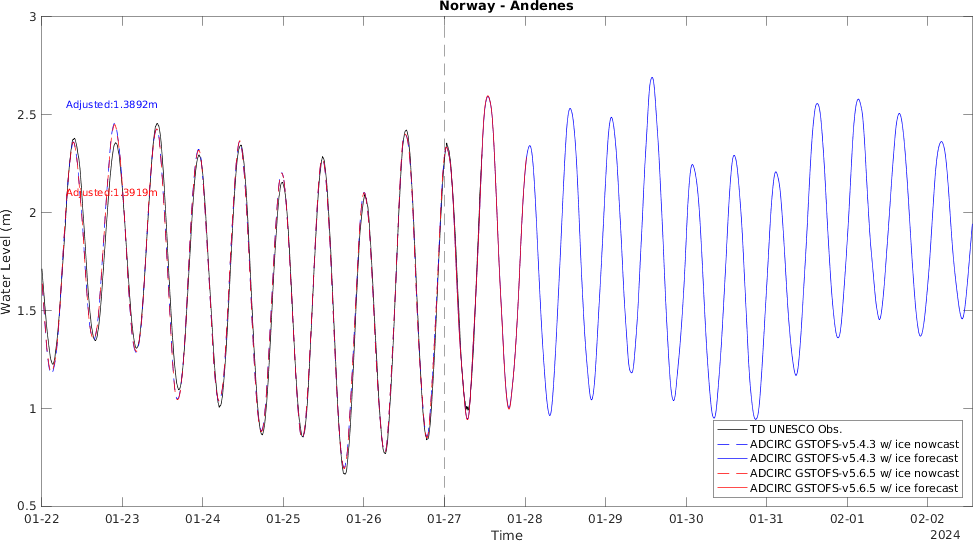 Norway - Andenes
3
2.5
2
1.5
1
0.5
Water Level (m)
Adjusted:1.3892m
Adjusted:1.3919m
TD UNESCO Obs.
ADCIRC GSTOFS-v5.4.3 w/ ice nowcast
ADCIRC GSTOFS-v5.4.3 w/ ice forecast
ADCIRC GSTOFS-v5.6.5 w/ ice nowcast
ADCIRC GSTOFS-v5.6.5 w/ ice forecast
01-22 01-23 01-24 01-25 01-26 01-27 01-28 01-29 01-30 01-31 02-01 02-02
Time
2024